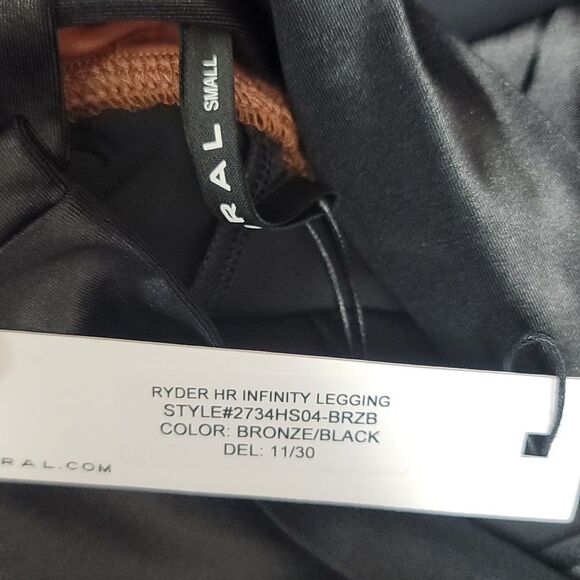 RAL SMALL
RYDER HR INFINITY LEGGING
STYLE#2734HS04-BRZB
COLOR: BRONZE/BLACK
DEL: 11/30
RAL.COM